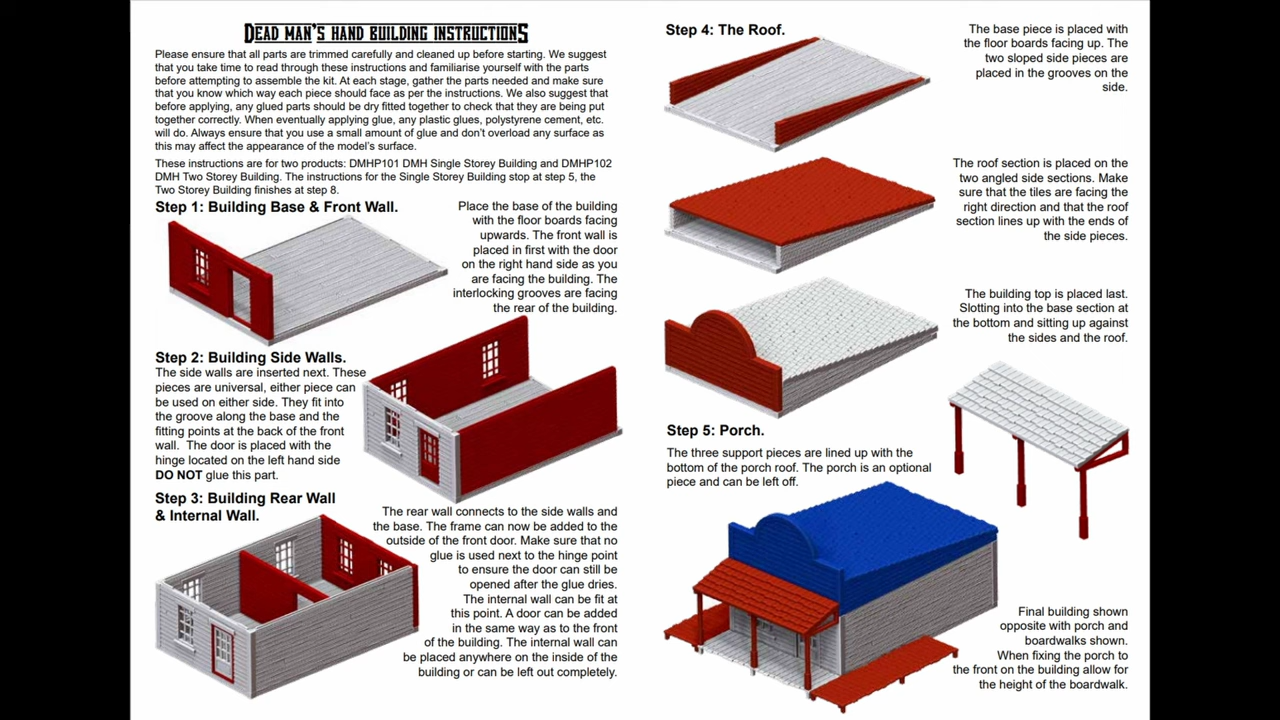 DEAD MAN'S HAND BUILDING INSTRUCTIONS
Please ensure that all parts are trimmed carefully and cleaned up before starting. We suggest
that you take time to read through these instructions and familiarise yourself with the parts
before attempting to assemble the kit. At each stage, gather the parts needed and make sure
that you know which way each piece should face as per the instructions. We also suggest that
before applying, any glued parts should be dry fitted together to check that they are being put
together correctly. When eventually applying glue, any plastic glues, polystyrene cement, etc.
will do. Always ensure that you use a small amount of glue and don't overload any surface as
this may affect the appearance of the model's surface.
These instructions are for two products: DMHP101 DMH Single Storey Building and DMHP102
DMH Two Storey Building. The instructions for the Single Storey Building stop at step 5, the
Two Storey Building finishes at step 8.
Step 1: Building Base & Front Wall.
Place the base of the building
with the floor boards facing
upwards. The front wall is
placed in first with the door
on the right hand side as you
are facing the building. The
interlocking grooves are facing
the rear of the building.
Step 2: Building Side Walls.
The side walls are inserted next. These
pieces are universal, either piece can
be used on either side. They fit into
the groove along the base and the
fitting points at the back of the front
wall. The door is placed with the
hinge located on the left hand side
DO NOT glue this part.
Step 3: Building Rear Wall
& Internal Wall.
The rear wall connects to the side walls and
the base. The frame can now be added to the
outside of the front door. Make sure that no
glue is used next to the hinge point
to ensure the door can still be
opened after the glue dries.
The internal wall can be fit at
this point. A door can be added
in the same way as to the front
of the building. The internal wall can
be placed anywhere on the inside of the
building or can be left out completely.
Step 4: The Roof.
The base piece is placed with
the floor boards facing up. The
two sloped side pieces are
placed in the grooves on the
side.
The roof section is placed on the
two angled side sections. Make
sure that the tiles are facing the
right direction and that the roof
section lines up with the ends of
the side pieces.
The building top is placed last.
Slotting into the base section at
the bottom and sitting up against
the sides and the roof.
Step 5: Porch.
The three support pieces are lined up with the
bottom of the porch roof. The porch is an optional
piece and can be left off.
Final building shown
opposite with porch and
boardwalks shown.
When fixing the porch to
the front on the building allow for
the height of the boardwalk.